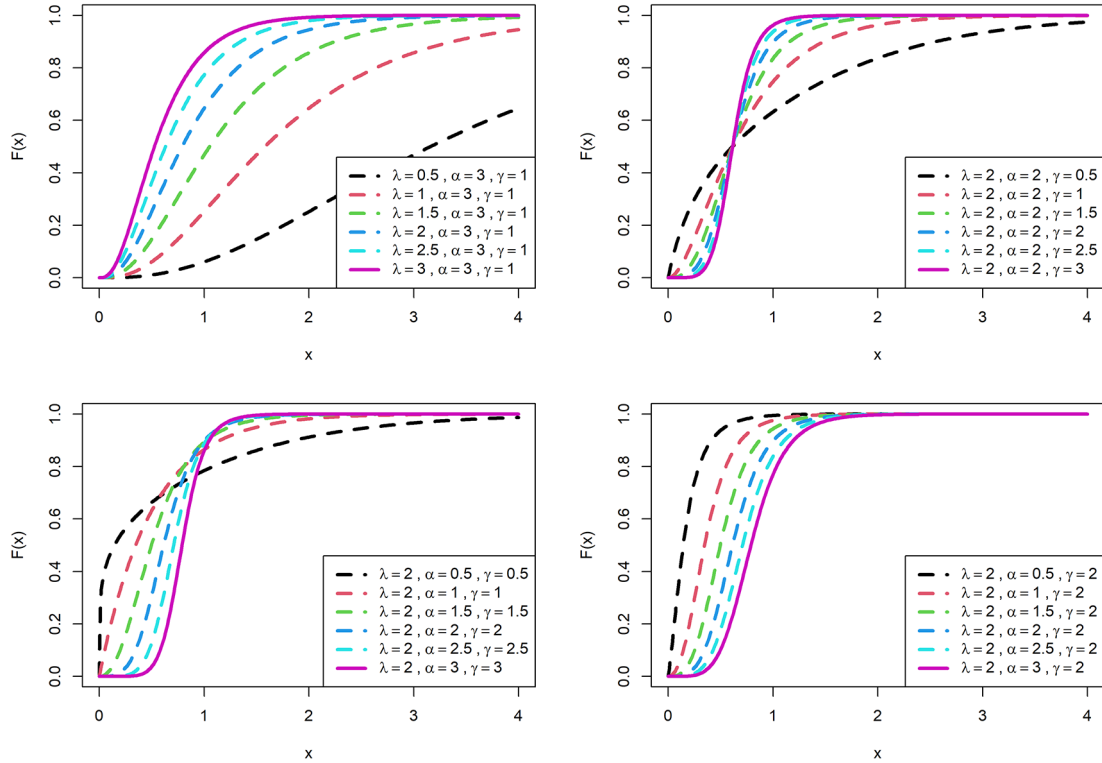 F(x)
1.0
0.8
0.6
0.4
0.2
0.0
λ = 0.5 , α = 3 , γ = 1
λ = 1 , α = 3 , γ = 1
λ = 1.5 , α = 3 , γ = 1
λ = 2 , α = 3 , γ = 1
λ = 2.5 , α = 3 , γ = 1
λ = 3 , α = 3 , γ = 1
0 1 2 3 4
x
F(x)
1.0
0.8
0.6
0.4
0.2
0.0
λ = 2 , α = 2 , γ = 0.5
λ = 2 , α = 2 , γ = 1
λ = 2 , α = 2 , γ = 1.5
λ = 2 , α = 2 , γ = 2
λ = 2 , α = 2 , γ = 2.5
λ = 2 , α = 2 , γ = 3
0 1 2 3 4
x
F(x)
1.0
0.8
0.6
0.4
0.2
0.0
λ = 2 , α = 0.5 , γ = 0.5
λ = 2 , α = 1 , γ = 1
λ = 2 , α = 1.5 , γ = 1.5
λ = 2 , α = 2 , γ = 2
λ = 2 , α = 2.5 , γ = 2.5
λ = 2 , α = 3 , γ = 3
0 1 2 3 4
x
F(x)
1.0
0.8
0.6
0.4
0.2
0.0
λ = 2 , α = 0.5 , γ = 2
λ = 2 , α = 1 , γ = 2
λ = 2 , α = 1.5 , γ = 2
λ = 2 , α = 2 , γ = 2
λ = 2 , α = 2.5 , γ = 2
λ = 2 , α = 3 , γ = 2
0 1 2 3 4
x